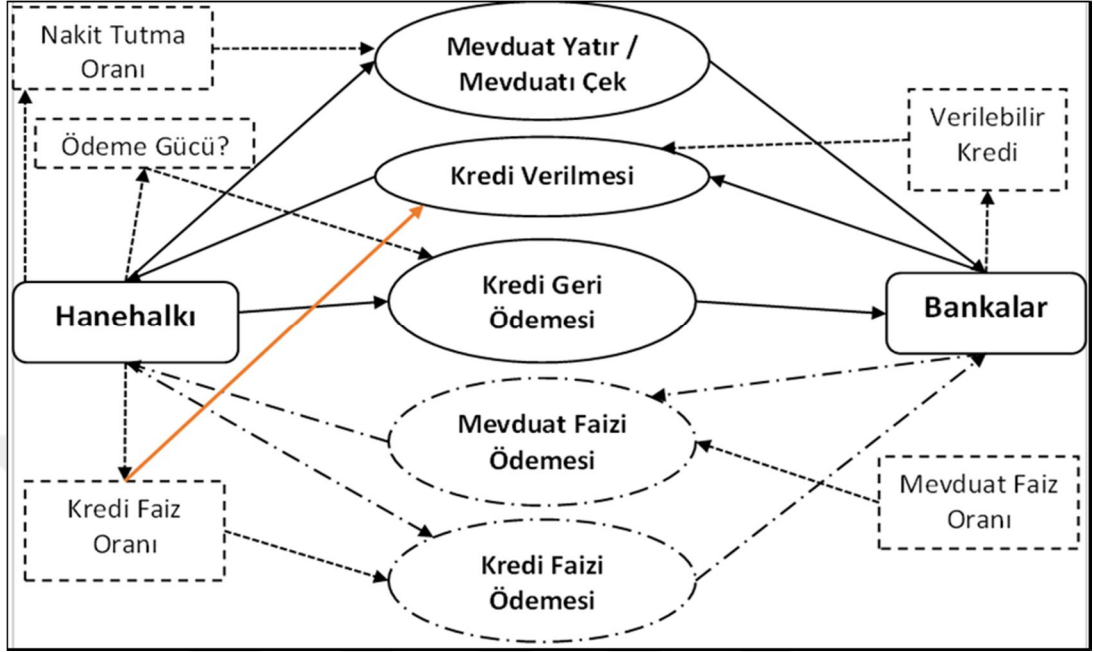 Nakit Tutma
Oranı
Mevduat Yatır /
Mevduatı Çek
Verilebilir
Kredi
Ödeme Gücü?
Kredi Verilmesi
Hanehalkı
Kredi Geri
Ödemesi
Bankalar
Mevduat Faizi
Ödemesi
Kredi Faiz
Oranı
Mevduat Faiz
Oranı
Kredi Faizi
Ödemesi